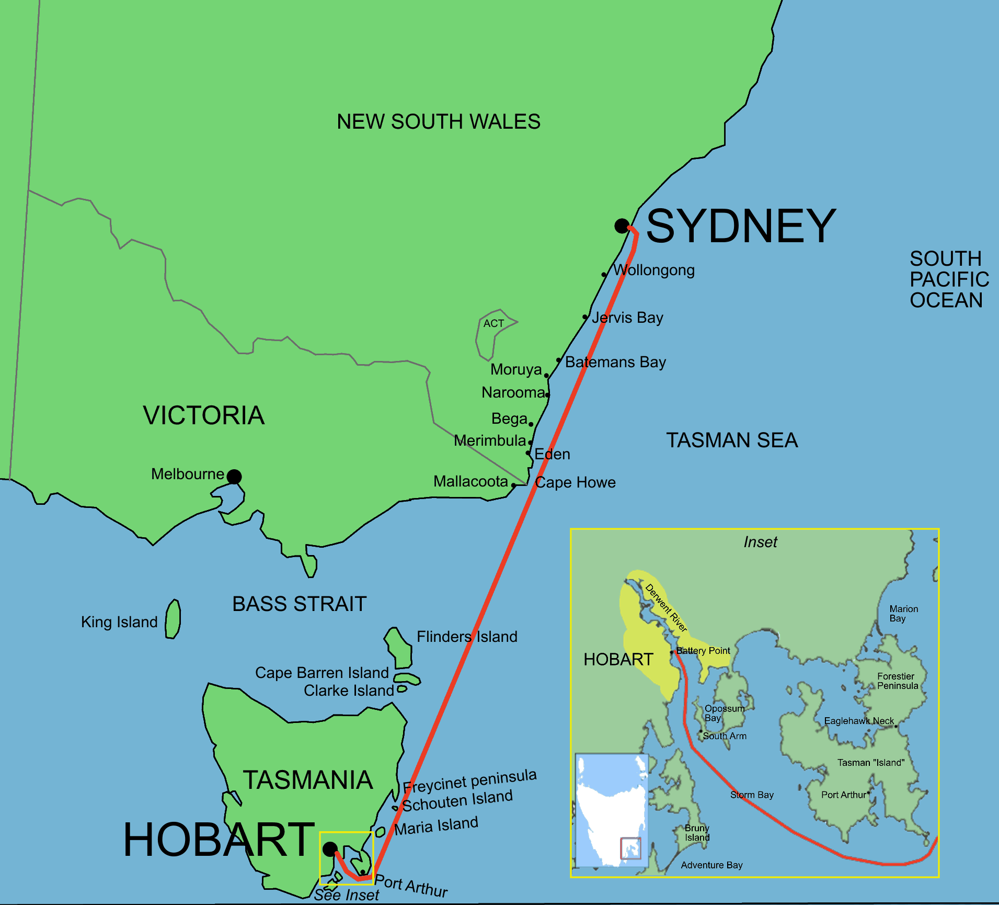 NEW SOUTH WALES
SYDNEY
SOUTH
PACIFIC
OCEAN
Wollongong
Jervis Bay
ACT
Batemans Bay
Moruya
Narooma
VICTORIA
Bega
Merimbula
TASMAN SEA
Eden
Melbourne
Mallacoota
Cape Howe
BASS STRAIT
King Island
Flinders Island
Cape Barren Island
Clarke Island
TASMANIA
Freycinet peninsula
Schouten Island
Maria Island
HOBART
Port Arthur
See Inset
Inset
Derwent River
Marion
Bay
Battery Point
HOBART
Forestier
Peninsula
Opossum
Bay
Eaglehawk Neck
South Arm
Tasman "Island"
Storm Bay
Port Arthur
Bruny
Island
Adventure Bay